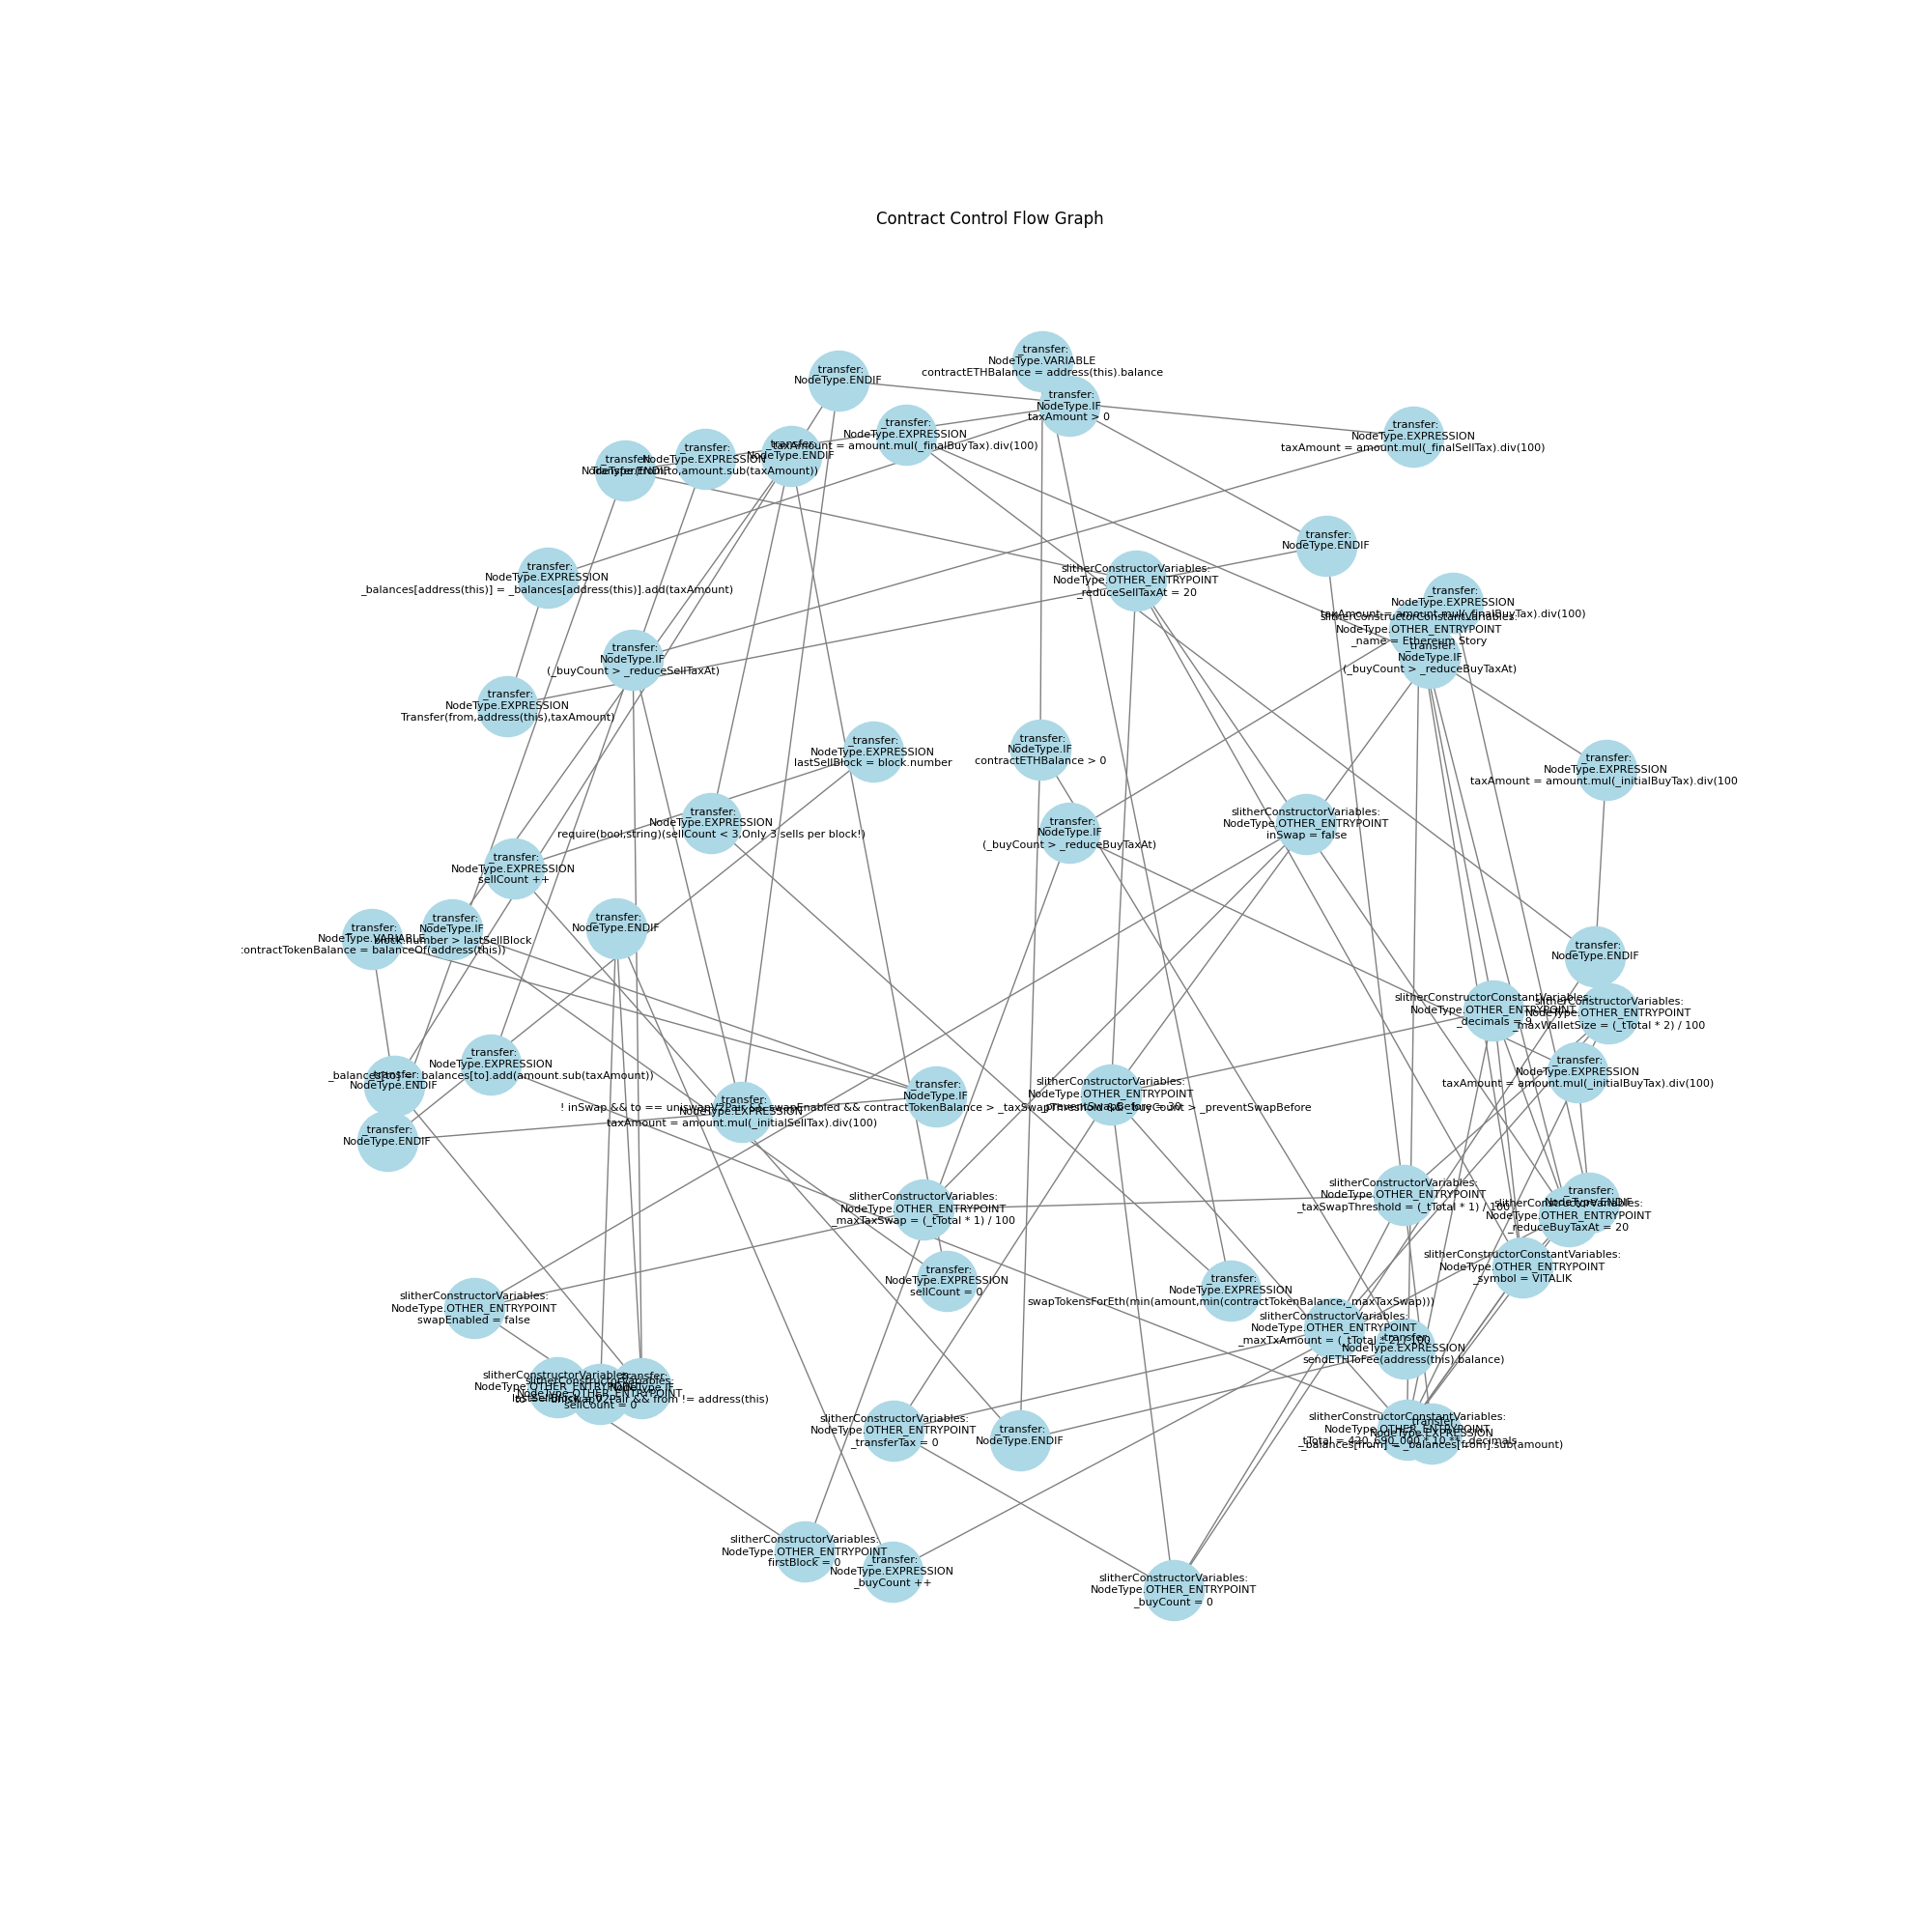 Contract Control Flow Graph
_transfer:
NodeType.VARIABLE
contractETHBalance = address(this).balance
_transfer:
NodeType.ENDIF
_transfer:
NodeType.IF
taxAmount > 0
_transfer:
NodeType.EXPRESSION
taxAmount = amount.mul(_finalBuyTax).div(100)
_transfer:
NodeType.EXPRESSION
taxAmount = amount.mul(_finalSellTax).div(100)
_transfer:
NodeType.ENDIF
_transfer:
NodeType.EXPRESSION
Transfer(from,to,amount.sub(taxAmount))
_transfer:
NodeType.ENDIF
_transfer:
NodeType.ENDIF
_transfer:
NodeType.EXPRESSION
_balances[address(this)] = _balances[address(this)].add(taxAmount)
slitherConstructorVariables:
NodeType.OTHER_ENTRYPOINT
_reduceSellTaxAt = 20
_transfer:
NodeType.EXPRESSION
taxAmount = amount.mul(_finalBuyTax).div(100)
slitherConstructorConstantVariables:
NodeType.OTHER_ENTRYPOINT
_name = Ethereum Story
_transfer:
NodeType.IF
(_buyCount > _reduceBuyTaxAt)
_transfer:
NodeType.IF
(_buyCount > _reduceSellTaxAt)
_transfer:
NodeType.EXPRESSION
Transfer(from,address(this),taxAmount)
_transfer:
NodeType.EXPRESSION
lastSellBlock = block.number
_transfer:
NodeType.IF
contractETHBalance > 0
_transfer:
NodeType.EXPRESSION
taxAmount = amount.mul(_initialBuyTax).div(100
_transfer:
NodeType.EXPRESSION
require(bool,string)(sellCount < 3,Only 3 sells per block!)
_transfer:
NodeType.IF
(_buyCount > _reduceBuyTaxAt)
slitherConstructorVariables:
NodeType.OTHER_ENTRYPOINT
inSwap = false
_transfer:
NodeType.EXPRESSION
sellCount ++
_transfer:
NodeType.VARIABLE
:ontractTokenBalance = balanceOf(address(this))
_transfer:
NodeType.IF
block.number > lastSellBlock
_transfer:
NodeType.ENDIF
_transfer:
NodeType.ENDIF
slitherConstructorConstantVariables:
NodeType.OTHER_ENTRYPOINT
_decimals = 9
slitherConstructorVariables:
NodeType.OTHER_ENTRYPOINT
_maxWalletSize = (_tTotal * 2) / 100
_transfer:
NodeType.EXPRESSION
_balances[to] = _balances[to].add(amount.sub(taxAmount))
_transfer:
NodeType.ENDIF
_transfer:
NodeType.EXPRESSION
taxAmount = amount.mul(_initialBuyTax).div(100)
_transfer:
NodeType.IF
! inSwap && to == uniswapV2Pair && swapEnabled && contractTokenBalance > _taxSwapThreshold && _buyCount > _preventSwapBefore
slitherConstructorVariables:
NodeType.OTHER_ENTRYPOINT
_preventSwapBefore = 30
_transfer:
NodeType.EXPRESSION
taxAmount = amount.mul(_initialSellTax).div(100)
_transfer:
NodeType.ENDIF
slitherConstructorVariables:
NodeType.OTHER_ENTRYPOINT
_taxSwapThreshold = (_tTotal * 1) / 100
_transfer:
NodeType.ENDIF
slitherConstructorVariables:
NodeType.OTHER_ENTRYPOINT
_reduceBuyTaxAt = 20
slitherConstructorVariables:
NodeType.OTHER_ENTRYPOINT
_maxTaxSwap = (_tTotal * 1) / 100
slitherConstructorConstantVariables:
NodeType.OTHER_ENTRYPOINT
_symbol = VITALIK
_transfer:
NodeType.EXPRESSION
sellCount = 0
_transfer:
NodeType.EXPRESSION
swapTokensForEth(min(amount,min(contractTokenBalance,_maxTaxSwap)))
slitherConstructorVariables:
NodeType.OTHER_ENTRYPOINT
swapEnabled = false
slitherConstructorVariables:
NodeType.OTHER_ENTRYPOINT
_maxTxAmount = (_tTotal * 2) / 100
_transfer:
NodeType.EXPRESSION
sendETHToFee(address(this).balance)
slitherConstructorVariables:
NodeType.OTHER_ENTRYPOINT
lastSellBlock = 0
slitherConstructorVariables:
NodeType.OTHER_ENTRYPOINT
sellCount = 0
_transfer:
NodeType.IF
to == uniswapV2Pair && from != address(this)
slitherConstructorVariables:
NodeType.OTHER_ENTRYPOINT
_transferTax = 0
_transfer:
NodeType.ENDIF
slitherConstructorConstantVariables:
NodeType.OTHER_ENTRYPOINT
_tTotal = 420_690_000 * 10 ** _decimals
_transfer:
NodeType.EXPRESSION
_balances[from] = _balances[from].sub(amount)
slitherConstructorVariables:
NodeType.OTHER_ENTRYPOINT
firstBlock = 0
_transfer:
NodeType.EXPRESSION
_buyCount ++
slitherConstructorVariables:
NodeType.OTHER_ENTRYPOINT
_buyCount = 0